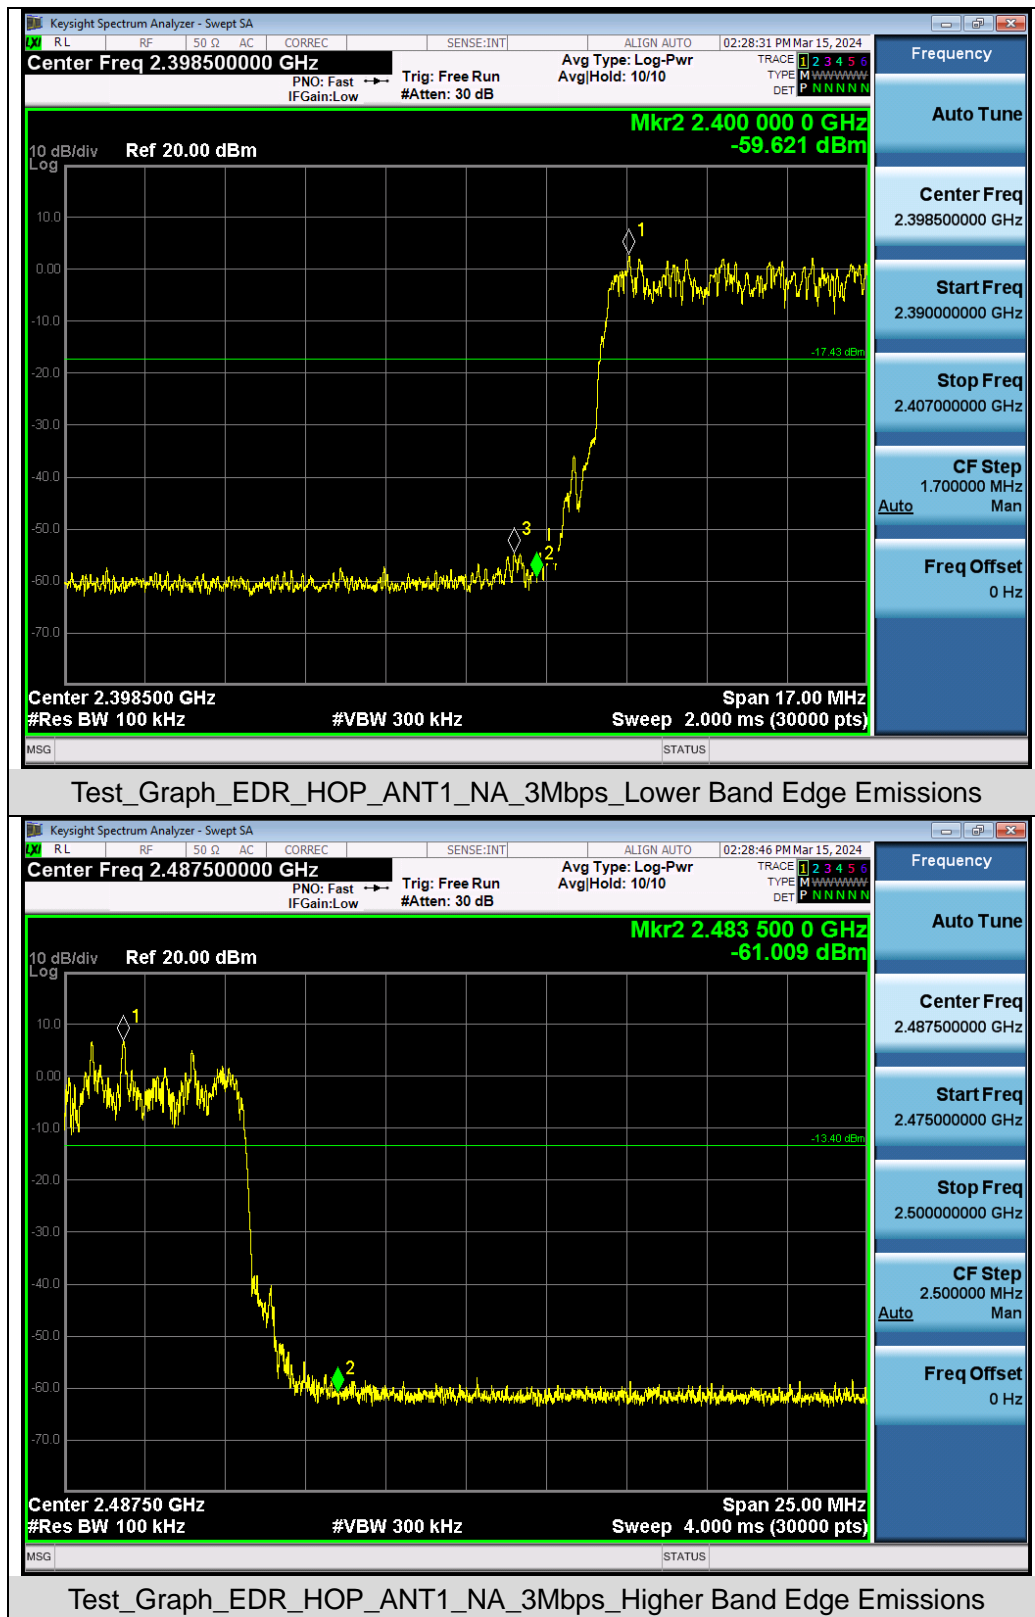 Keysight Spectrum Analyzer - Swept SA
LXI RL RF 50 Ω AC CORREC SENSE:INT ALIGN AUTO 02:28:31 PM Mar 15, 2024
Center Freq 2.398500000 GHz
PNO: Fast
IFGain:Low
Trig: Free Run
#Atten: 30 dB
Avg Type: Log-Pwr
Avg|Hold: 10/10
TRACE 1 2 3 4 5 6
TYPE M WWWWW
DET P N N N N N
Mkr2 2.400 000 0 GHz
-59.621 dBm
10 dB/div Ref 20.00 dBm
Log
10.0
0.00
-10.0
-20.0
-30.0
-40.0
-50.0
-60.0
-70.0
1
-17.43 dBm
3
2
Center 2.398500 GHz Span 17.00 MHz
#Res BW 100 kHz #VBW 300 kHz Sweep 2.000 ms (30000 pts)
MSG STATUS
Frequency
Auto Tune
Center Freq
2.398500000 GHz
Start Freq
2.390000000 GHz
Stop Freq
2.407000000 GHz
CF Step
1.700000 MHz
Auto Man
Freq Offset
0 Hz
Test_Graph_EDR_HOP_ANT1_NA_3Mbps_Lower Band Edge Emissions
Keysight Spectrum Analyzer - Swept SA
LXI RL RF 50 Ω AC CORREC SENSE:INT ALIGN AUTO 02:28:46 PM Mar 15, 2024
Center Freq 2.487500000 GHz
PNO: Fast
IFGain:Low
Trig: Free Run
#Atten: 30 dB
Avg Type: Log-Pwr
Avg|Hold: 10/10
TRACE 1 2 3 4 5 6
TYPE M WWWWW
DET P N N N N N
Mkr2 2.483 500 0 GHz
-61.009 dBm
10 dB/div Ref 20.00 dBm
Log
10.0
0.00
-10.0
-20.0
-30.0
-40.0
-50.0
-60.0
-70.0
1
-13.40 dBm
2
Center 2.48750 GHz Span 25.00 MHz
#Res BW 100 kHz #VBW 300 kHz Sweep 4.000 ms (30000 pts)
MSG STATUS
Frequency
Auto Tune
Center Freq
2.487500000 GHz
Start Freq
2.475000000 GHz
Stop Freq
2.500000000 GHz
CF Step
2.500000 MHz
Auto Man
Freq Offset
0 Hz
Test_Graph_EDR_HOP_ANT1_NA_3Mbps_Higher Band Edge Emissions